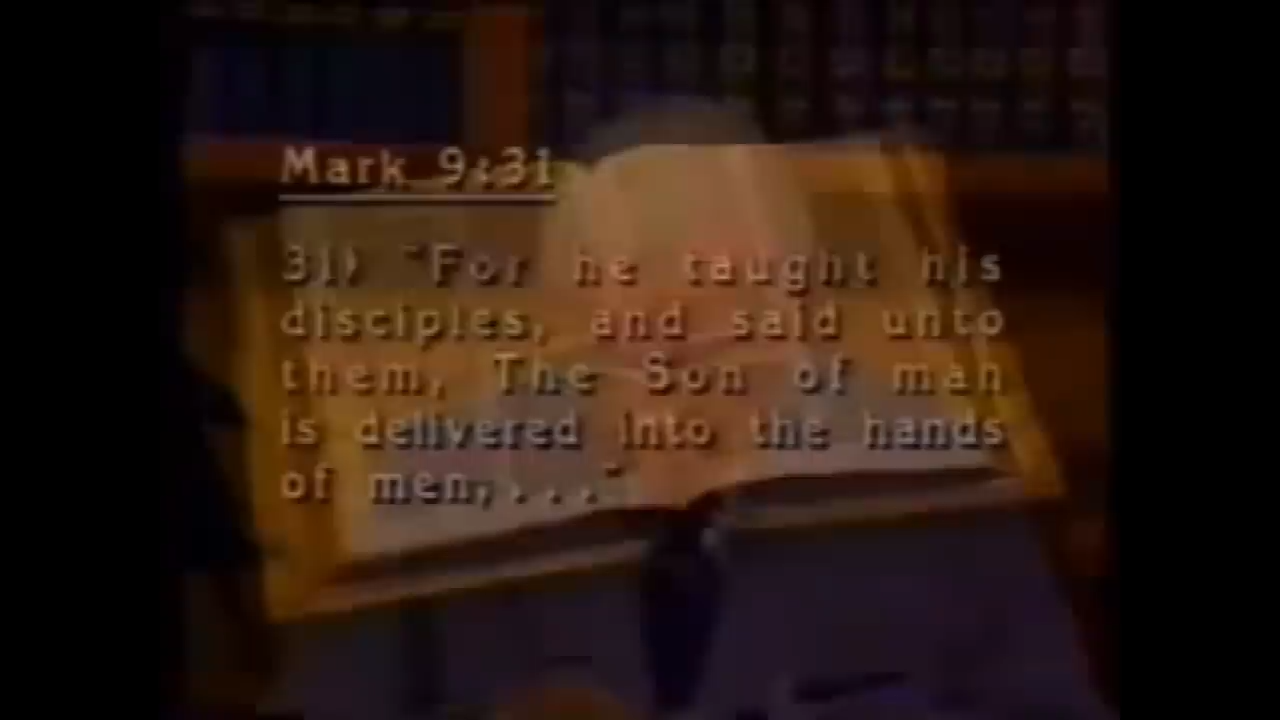 Mark 9:31
31) "For he taught his
disciples, and said unto
them, The Son of man
is delivered into the hands
of men,...."